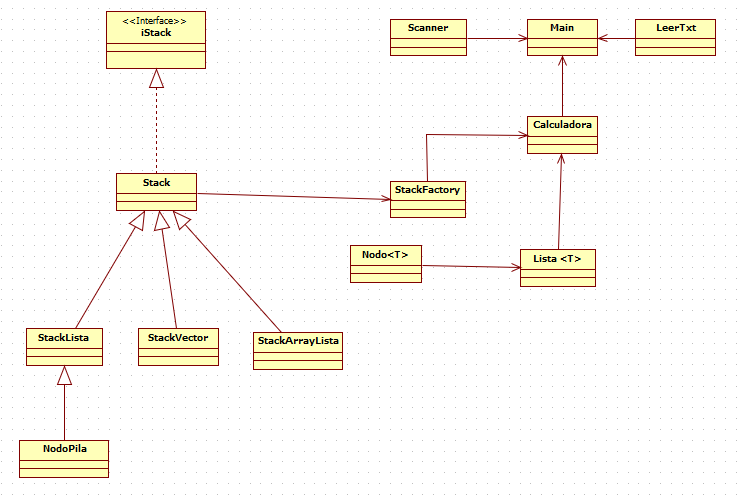 <<Interface>>
iStack
Scanner
Main
LeerTxt
Calculadora
Stack
StackFactory
Nodo<T>
Lista <T>
StackLista
StackVector
StackArrayLista
NodoPila